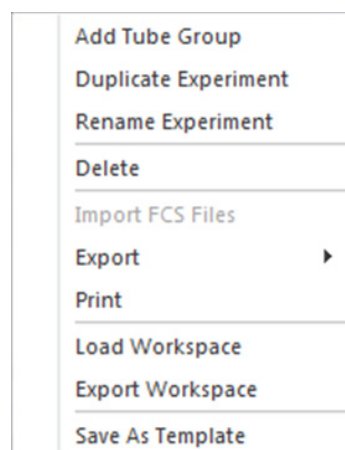 Add Tube Group
Duplicate Experiment
Rename Experiment
Delete
Import FCS Files
Export
Print
Load Workspace
Export Workspace
Save As Template